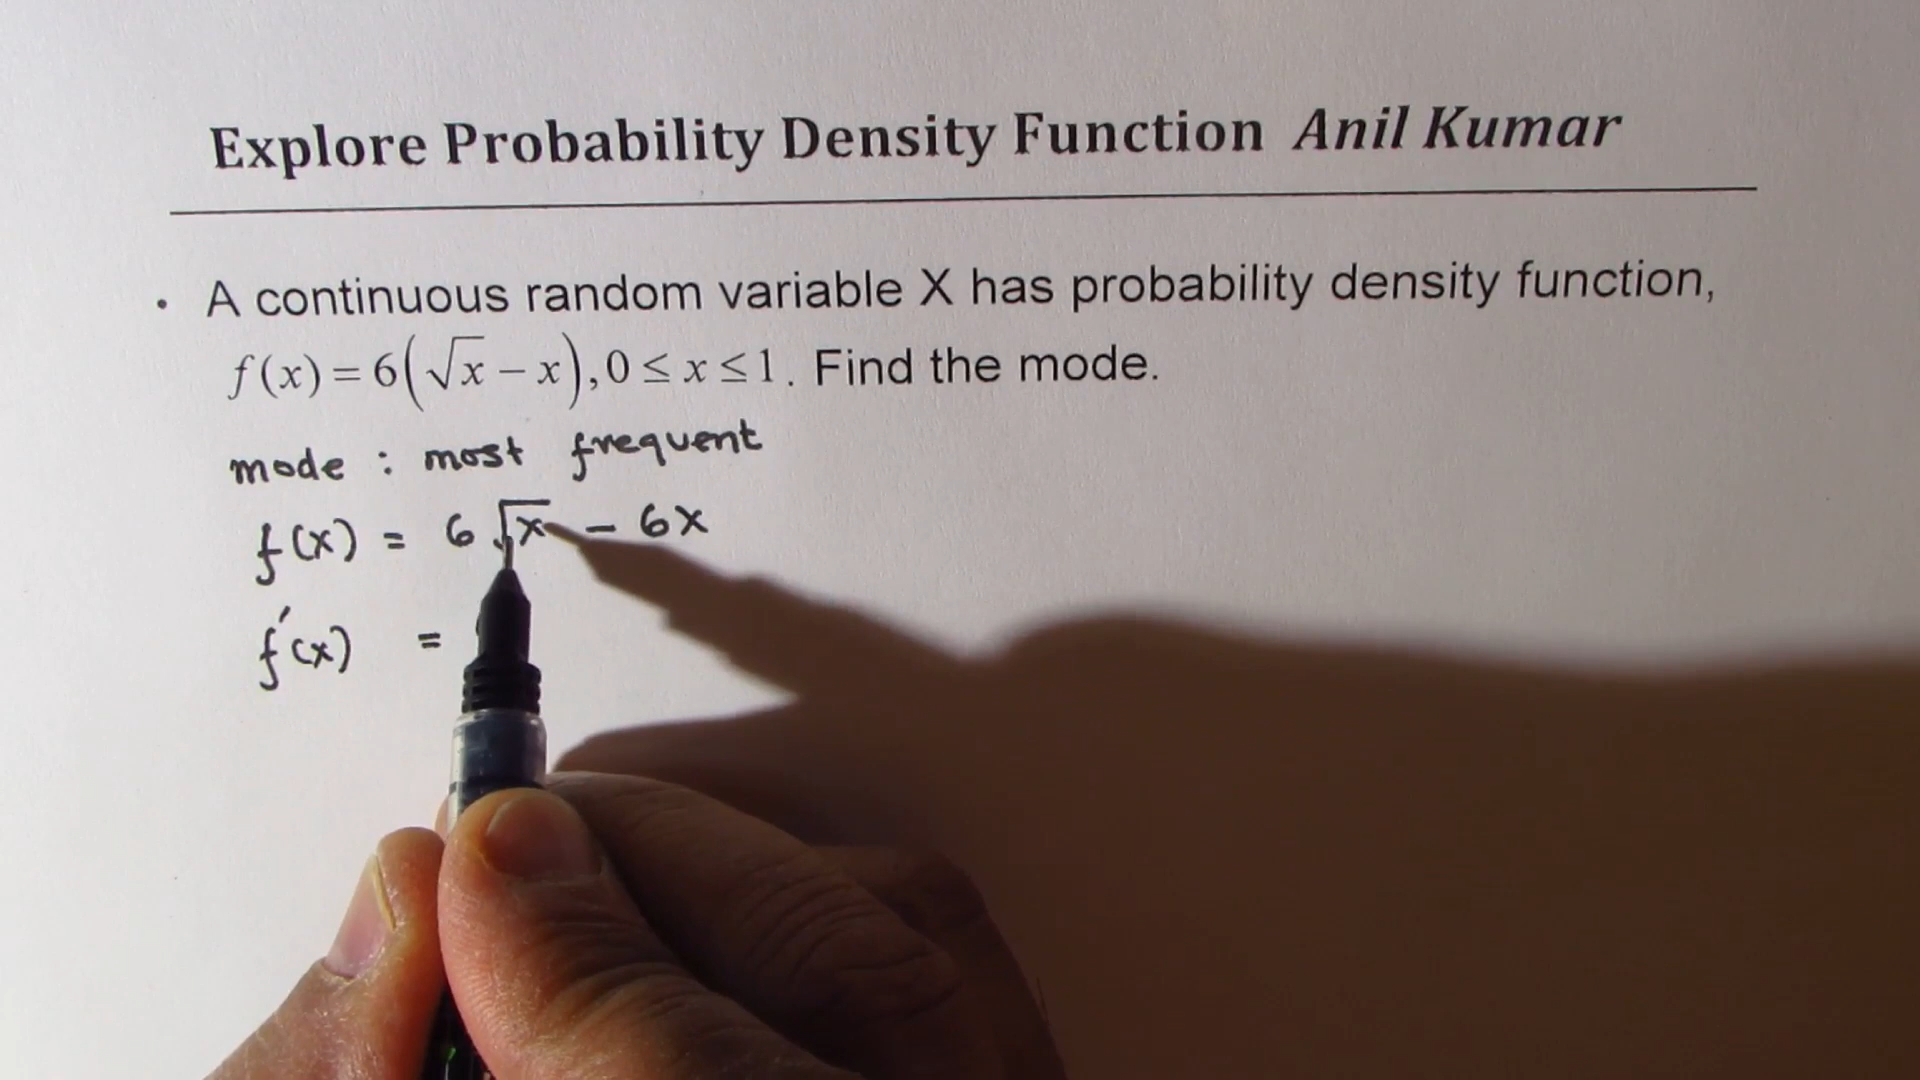 Explore Probability Density Function Anil Kumar
• A continuous random variable X has probability density function,
f(x) = 6(√x − x), 0 ≤ x ≤ 1. Find the mode.
mode : most frequent
f(x) = 6 √x − 6x
f'(x) =